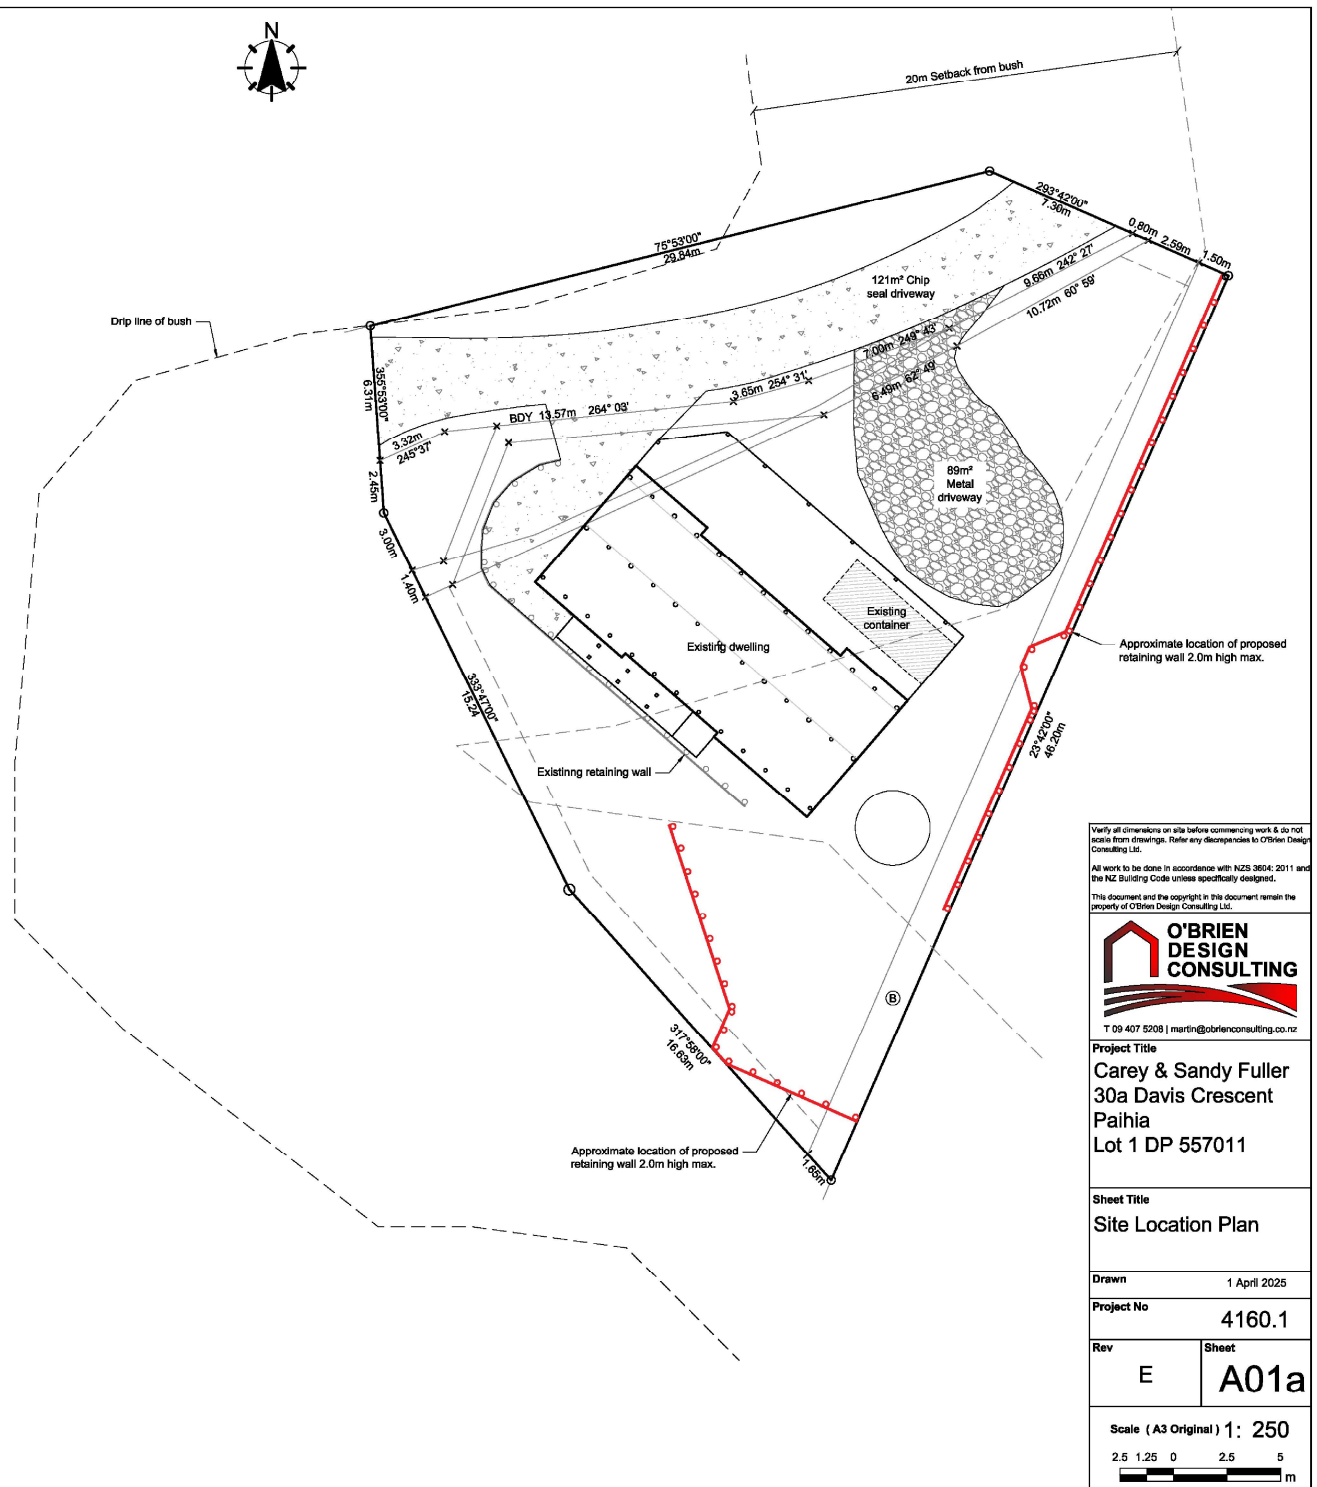 N
20m Setback from bush
293°42'00"
7.30m
0.80m
2.59m
1.50m
75°53'00"
29.84m
121m² Chip
seal driveway
9.66m 242° 27'
10.72m 60° 59'
Drip line of bush
7.00m 249° 43'
6.49m 62° 49'
3.65m 254° 31'
355°53'00"
6.31m
BDY 13.57m 264° 03'
3.32m
245°37'
2.45m
3.00m
1.40m
89m²
Metal
driveway
Existing
container
Existing dwelling
Approximate location of proposed
retaining wall 2.0m high max.
333°47'00"
15.24
23°42'00"
46.20m
Existinng retaining wall
B
317°58'00"
16.63m
Approximate location of proposed
retaining wall 2.0m high max.
1.65m
Verify all dimensions on site before commencing work & do not
scale from drawings. Refer any discrepancies to O'Brien Design
Consulting Ltd.
All work to be done in accordance with NZS 3604: 2011 and
the NZ Building Code unless specifically designed.
This document and the copyright in this document remain the
property of O'Brien Design Consulting Ltd.
O'BRIEN
DESIGN
CONSULTING
T 09 407 5208 | martin@obrienconsulting.co.nz
Project Title
Carey & Sandy Fuller
30a Davis Crescent
Paihia
Lot 1 DP 557011
Sheet Title
Site Location Plan
Drawn 1 April 2025
Project No 4160.1
Rev Sheet
E A01a
Scale ( A3 Original ) 1: 250
2.5 1.25 0 2.5 5
m